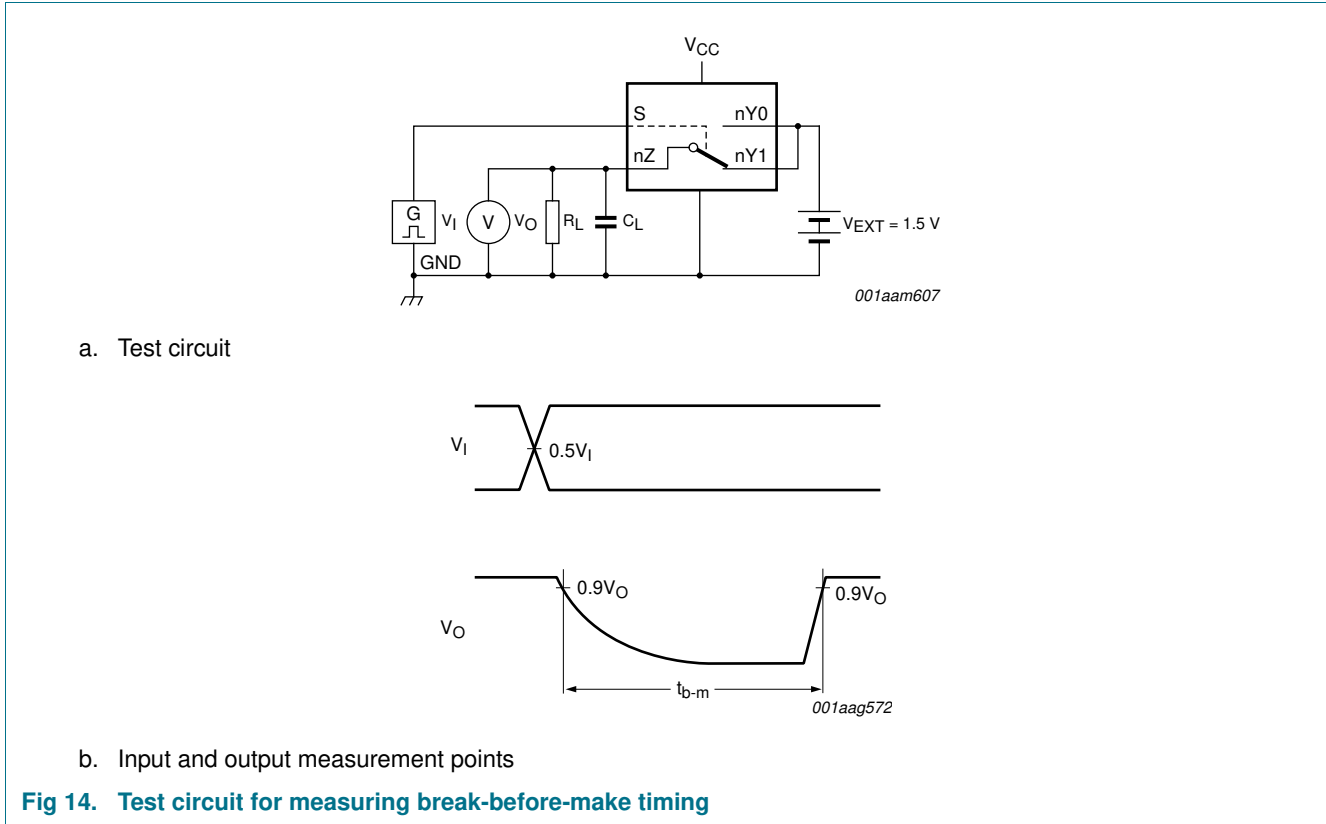 VCC
S
nY0
nZ
nY1
G
VI
V
VO
RL
CL
VEXT = 1.5 V
GND
001aam607
a. Test circuit
VI
0.5VI
0.9VO
0.9VO
VO
tb-m
001aag572
b. Input and output measurement points
Fig 14. Test circuit for measuring break-before-make timing